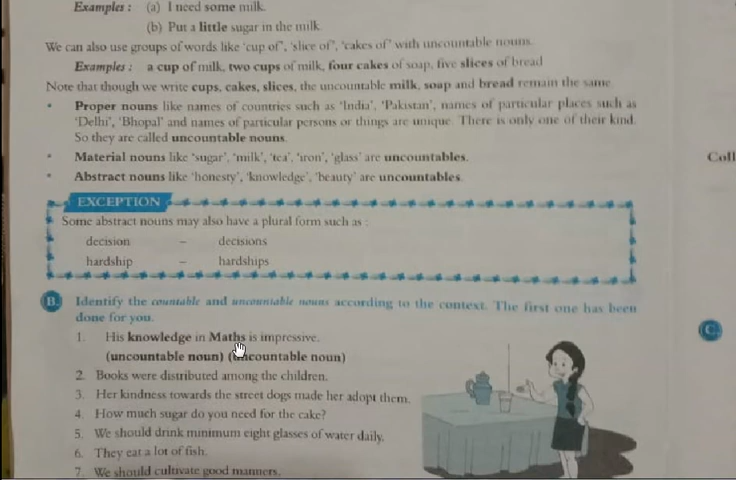 Examples : (a) I need some milk.
(b) Put a little sugar in the milk.
We can also use groups of words like 'cup of', 'slice of', 'cakes of' with uncountable nouns.
Examples : a cup of milk, two cups of milk, four cakes of soap, five slices of bread
Note that though we write cups, cakes, slices, the uncountable milk, soap and bread remain the same.
• Proper nouns like names of countries such as 'India', 'Pakistan', names of particular places such as
'Delhi', 'Bhopal' and names of particular persons or things are unique. There is only one of their kind.
So they are called uncountable nouns.
• Material nouns like 'sugar', 'milk', 'tea', 'iron', 'glass' are uncountables.
• Abstract nouns like 'honesty', 'knowledge', 'beauty' are uncountables.
EXCEPTION
Some abstract nouns may also have a plural form such as :
decision – decisions
hardship – hardships
B. Identify the countable and uncountable nouns according to the context. The first one has been
done for you.
1. His knowledge in Maths is impressive.
(uncountable noun) (uncountable noun)
2. Books were distributed among the children.
3. Her kindness towards the street dogs made her adopt them.
4. How much sugar do you need for the cake?
5. We should drink minimum eight glasses of water daily.
6. They eat a lot of fish.
7. We should cultivate good manners.
Coll
C.